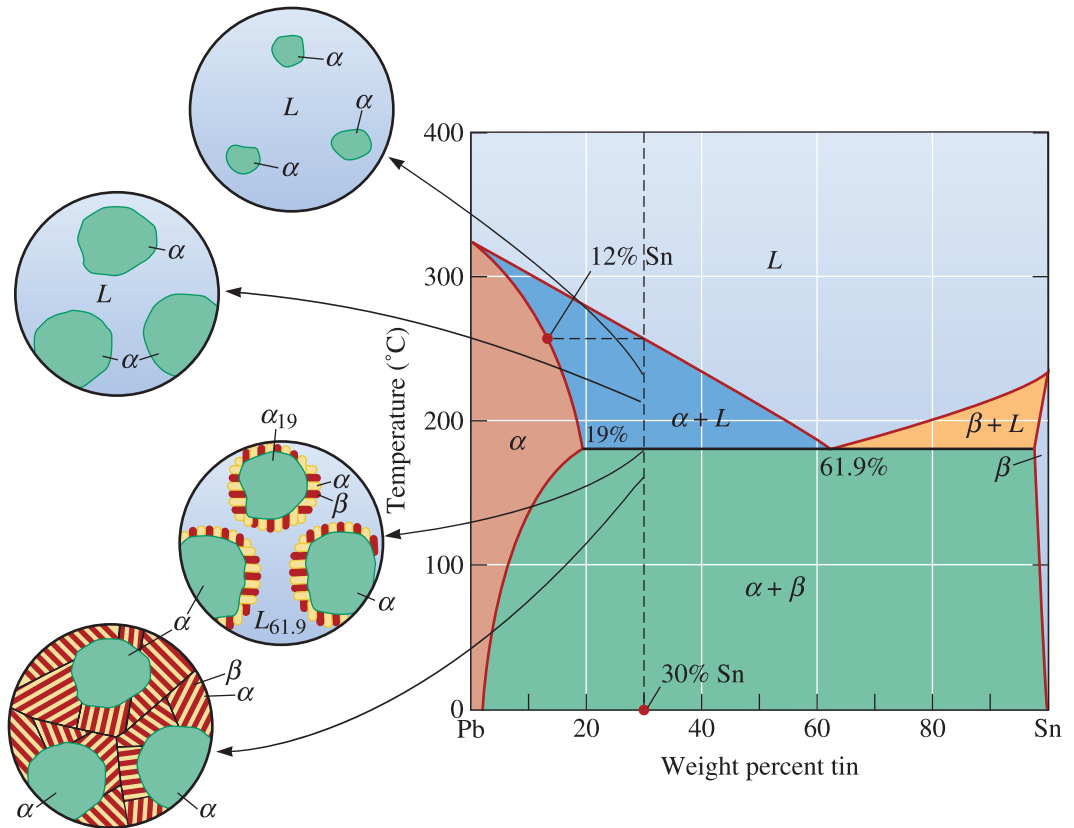 α
α
L
α
α
L
α
α19
α
β
α
L61.9
α
β
α
α
α
400
300
200
100
0
Temperature (°C)
12% Sn
L
α
19%
α + L
β + L
61.9%
β
α + β
30% Sn
Pb
20
40
60
80
Sn
Weight percent tin